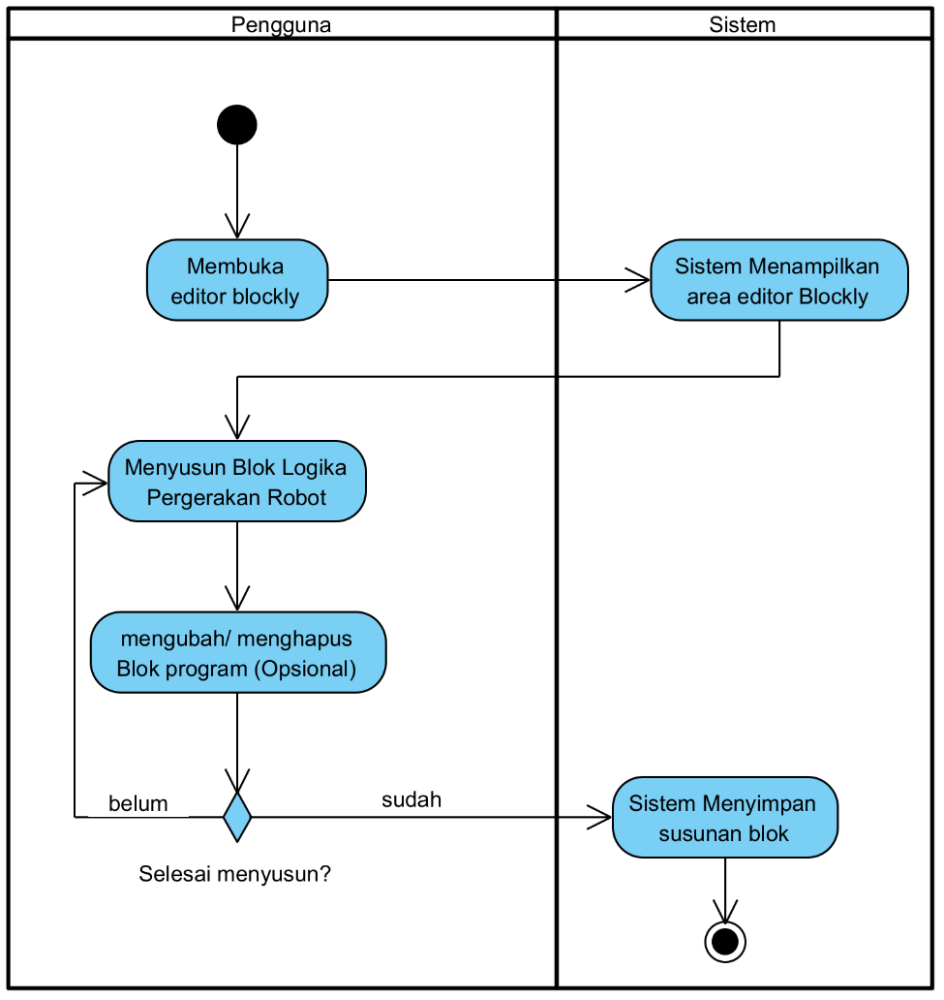 Pengguna
Sistem
Membuka
editor blockly
Sistem Menampilkan
area editor Blockly
Menyusun Blok Logika
Pergerakan Robot
mengubah/ menghapus
Blok program (Opsional)
belum
sudah
Selesai menyusun?
Sistem Menyimpan
susunan blok